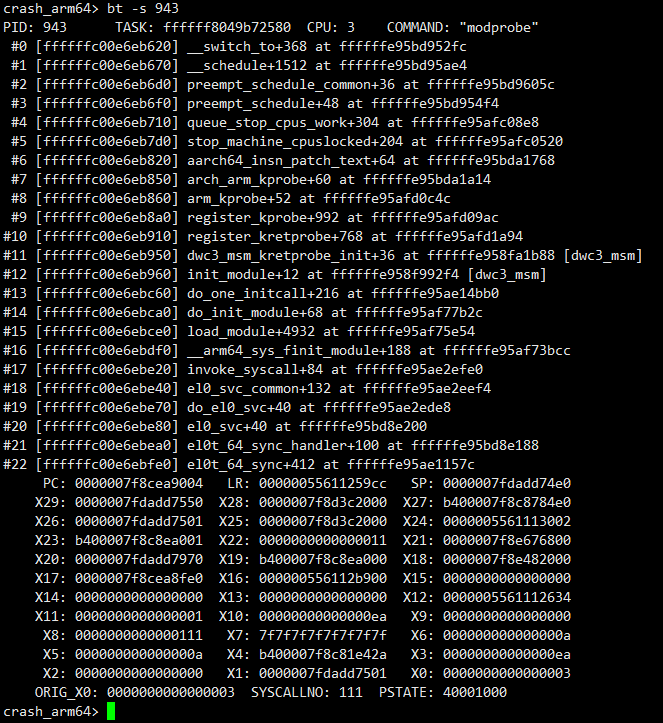 crash_arm64> bt -s 943
PID: 943      TASK: ffffff8049b72580  CPU: 3    COMMAND: "modprobe"
 #0 [ffffffc00e6eb620] __switch_to+368 at ffffffe95bd952fc
 #1 [ffffffc00e6eb670] __schedule+1512 at ffffffe95bd95ae4
 #2 [ffffffc00e6eb6d0] preempt_schedule_common+36 at ffffffe95bd9605c
 #3 [ffffffc00e6eb6f0] preempt_schedule+48 at ffffffe95bd954f4
 #4 [ffffffc00e6eb710] queue_stop_cpus_work+304 at ffffffe95afc08e8
 #5 [ffffffc00e6eb7d0] stop_machine_cpuslocked+204 at ffffffe95afc0520
 #6 [ffffffc00e6eb820] aarch64_insn_patch_text+64 at ffffffe95bda1768
 #7 [ffffffc00e6eb850] arch_arm_kprobe+60 at ffffffe95bda1a14
 #8 [ffffffc00e6eb860] arm_kprobe+52 at ffffffe95afd0c4c
 #9 [ffffffc00e6eb8a0] register_kprobe+992 at ffffffe95afd09ac
#10 [ffffffc00e6eb910] register_kretprobe+768 at ffffffe95afd1a94
#11 [ffffffc00e6eb950] dwc3_msm_kretprobe_init+36 at ffffffe958fa1b88 [dwc3_msm]
#12 [ffffffc00e6eb960] init_module+12 at ffffffe958f992f4 [dwc3_msm]
#13 [ffffffc00e6ebc60] do_one_initcall+216 at ffffffe95ae14bb0
#14 [ffffffc00e6ebca0] do_init_module+68 at ffffffe95af77b2c
#15 [ffffffc00e6ebce0] load_module+4932 at ffffffe95af75e54
#16 [ffffffc00e6ebdf0] __arm64_sys_finit_module+188 at ffffffe95af73bcc
#17 [ffffffc00e6ebe20] invoke_syscall+84 at ffffffe95ae2efe0
#18 [ffffffc00e6ebe40] el0_svc_common+132 at ffffffe95ae2eef4
#19 [ffffffc00e6ebe70] do_el0_svc+40 at ffffffe95ae2ede8
#20 [ffffffc00e6ebe80] el0_svc+40 at ffffffe95bd8e200
#21 [ffffffc00e6ebea0] el0t_64_sync_handler+100 at ffffffe95bd8e188
#22 [ffffffc00e6ebfe0] el0t_64_sync+412 at ffffffe95ae1157c
     PC: 0000007f8cea9004   LR: 00000055611259cc   SP: 0000007fdadd74e0
    X29: 0000007fdadd7550  X28: 0000007f8d3c2000  X27: b400007f8c8784e0
    X26: 0000007fdadd7501  X25: 0000007f8d3c2000  X24: 0000005561113002
    X23: b400007f8c8ea001  X22: 0000000000000011  X21: 0000007f8e676800
    X20: 0000007fdadd7970  X19: b400007f8c8ea000  X18: 0000007f8e482000
    X17: 0000007f8cea8fe0  X16: 000000556112b900  X15: 0000000000000000
    X14: 0000000000000000  X13: 0000000000000000  X12: 0000005561112634
    X11: 0000000000000001  X10: 00000000000000ea   X9: 0000000000000000
     X8: 0000000000000111   X7: 7f7f7f7f7f7f7f7f   X6: 000000000000000a
     X5: 000000000000000a   X4: b400007f8c81e42a   X3: 00000000000000ea
     X2: 0000000000000000   X1: 0000007fdadd7501   X0: 0000000000000003
    ORIG_X0: 0000000000000003  SYSCALLNO: 111  PSTATE: 40001000
crash_arm64>